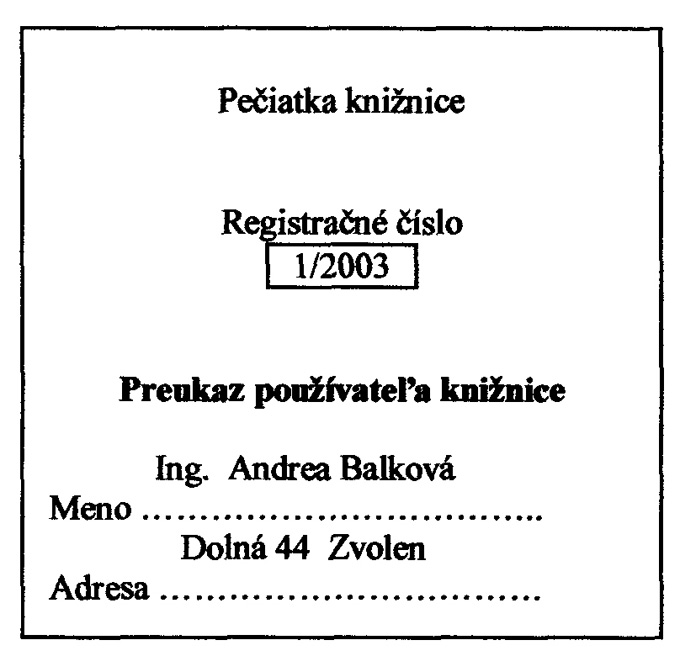 Pečiatka knižnice
Registračné číslo
1/2003
Preukaz používateľa knižnice
Ing. Andrea Balková
Meno ……………………………..
Dolná 44 Zvolen
Adresa ……………………………